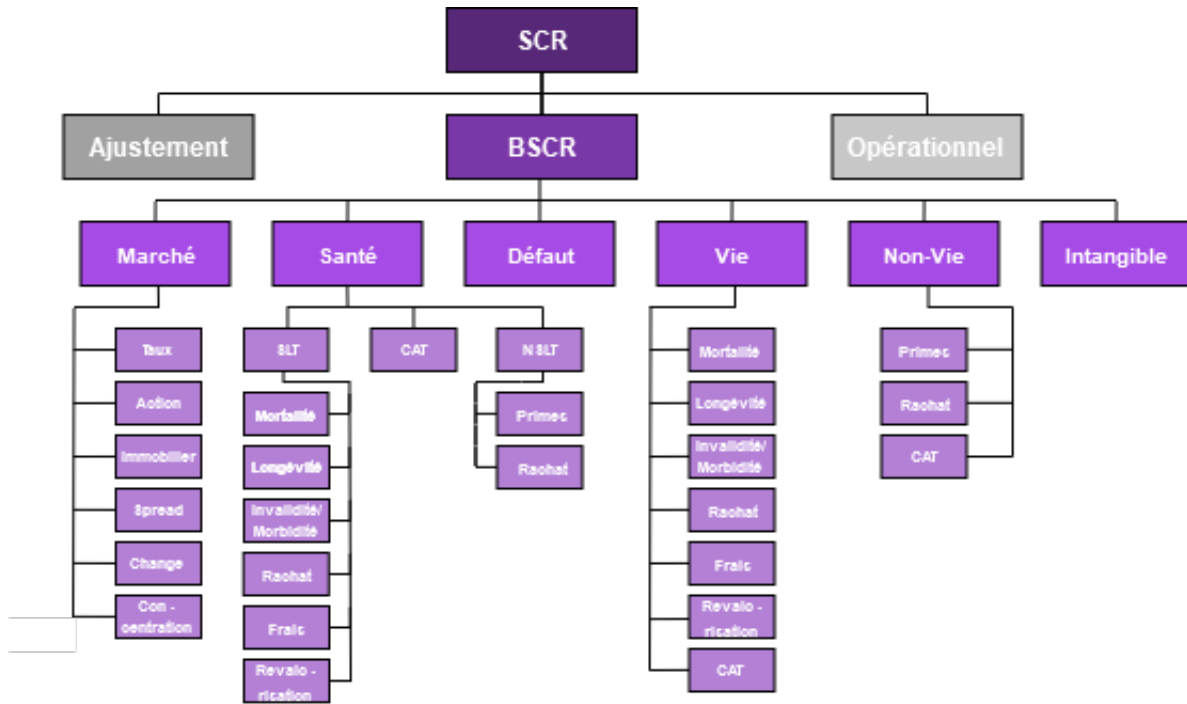 SCR
Ajustement
BSCR
Opérationnel
Marché
Santé
Défaut
Vie
Non-Vie
Intangible
Taux
Action
Immobilier
Spread
Change
Con -
centration
SLT
CAT
NSLT
Mortalité
Longévité
Invalidité/
Morbidité
Rachat
Frais
Revalo -
risation
Primes
Rachat
Mortalité
Longévité
Invalidité/
Morbidité
Rachat
Frais
Revalo -
risation
CAT
Primes
Rachat
CAT